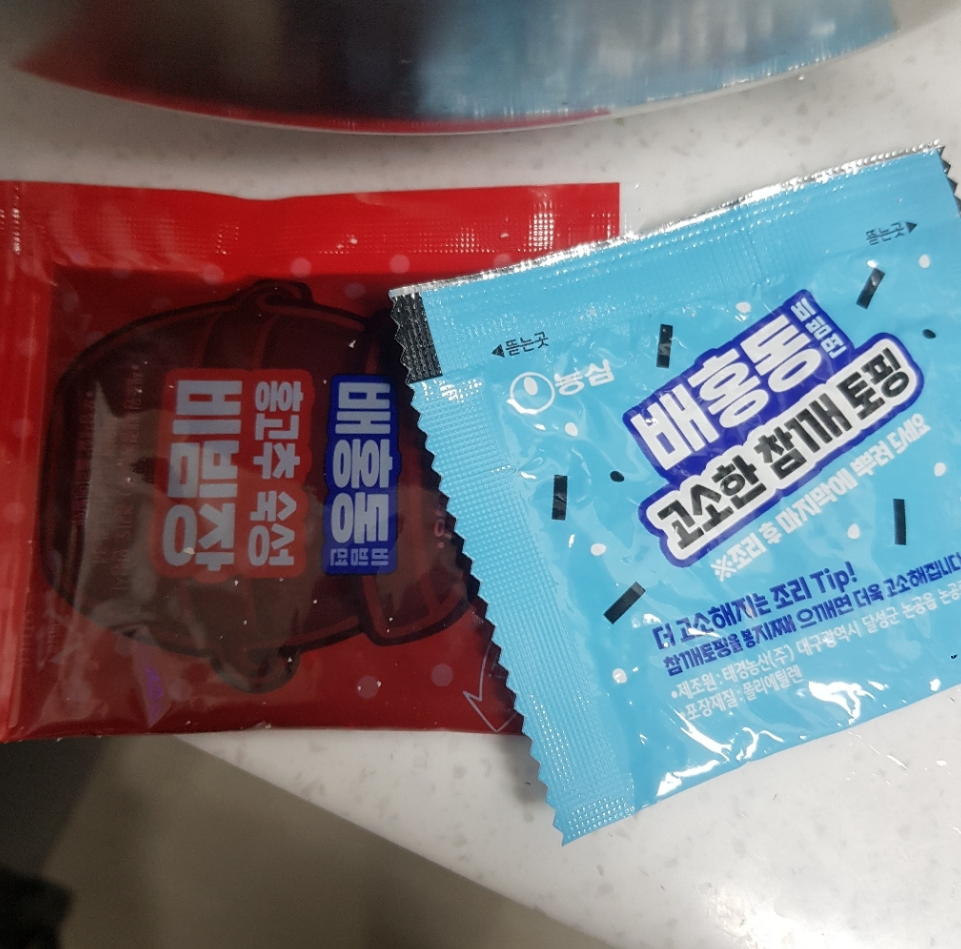 배홍동
비빔면
홍고추 숙성
비빔장
◀뜯는곳
뜯는곳▶
농심
배홍동
비빔면
고소한 참깨 토핑
※조리 후 마지막에 뿌려 드세요
더 고소해지는 조리 Tip!
참깨토핑을 봉지째 으깨면 더욱 고소해집니다
•제조원 : 태경농산(주) 대구광역시 달성군 논공읍 논공
•포장재질 : 폴리에틸렌